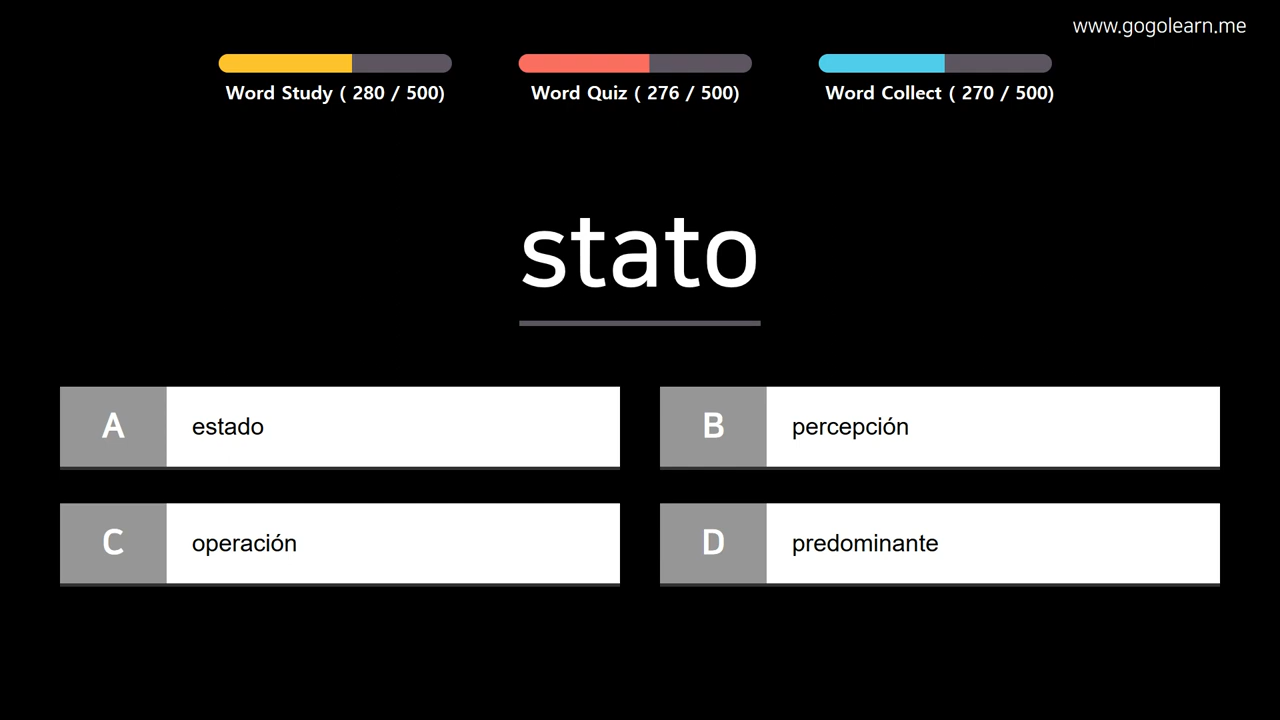 www.gogolearn.me
Word Study ( 280 / 500)
Word Quiz ( 276 / 500)
Word Collect ( 270 / 500)
stato
A estado
B percepción
C operación
D predominante